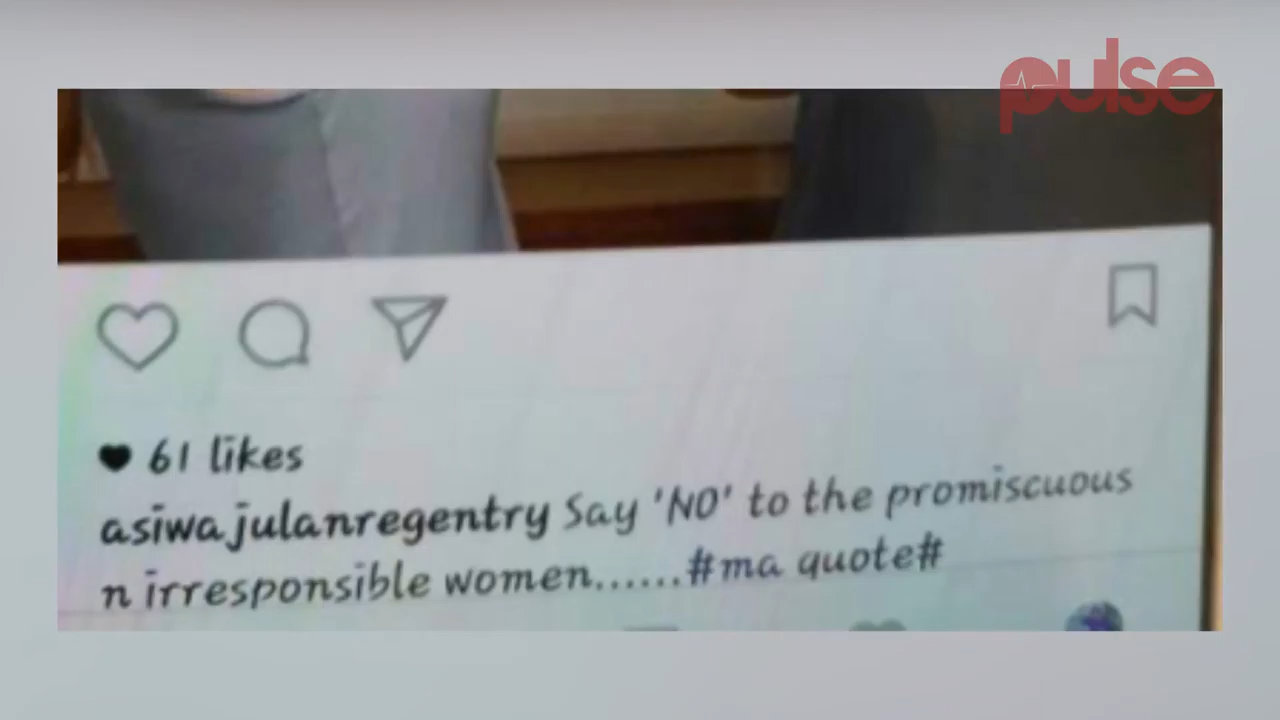 pulse
61 likes
asiwajulanregentry Say 'NO' to the promiscuous
n irresponsible women......#ma quote#